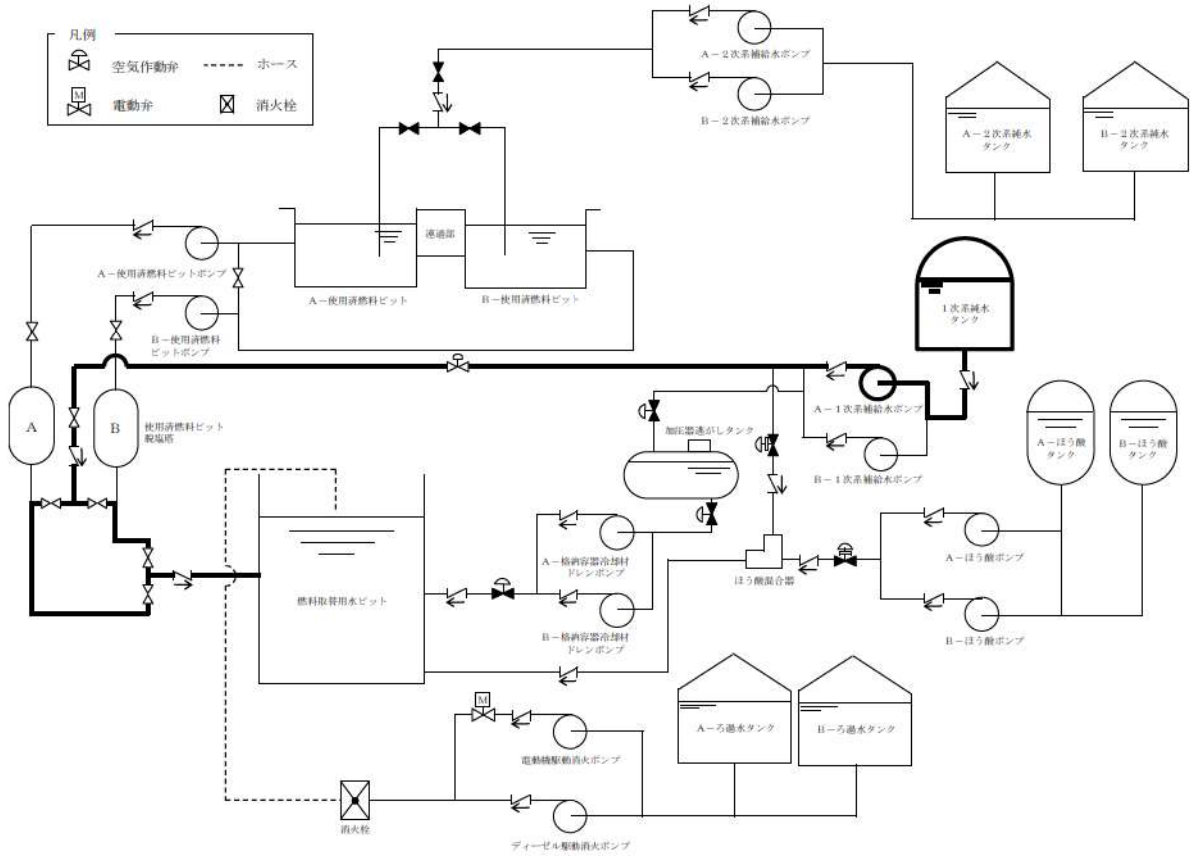 凡例
空気作動弁
ホース
M
電動弁
消火栓
A－2次系補給水ポンプ
B－2次系補給水ポンプ
A－2次系純水
タンク
B－2次系純水
タンク
連通部
A－使用済燃料ピットポンプ
A－使用済燃料ピット
B－使用済燃料ピット
B－使用済燃料
ピットポンプ
1次系純水
タンク
A
B
使用済燃料ピット
脱塩塔
A－1次系補給水ポンプ
加圧器逃がしタンク
B－1次系補給水ポンプ
A－ほう酸
タンク
B－ほう酸
タンク
A－格納容器冷却材
ドレンポンプ
ほう酸混合器
A－ほう酸ポンプ
燃料取替用水ピット
B－格納容器冷却材
ドレンポンプ
B－ほう酸ポンプ
M
電動機駆動消火ポンプ
A－ろ過水タンク
B－ろ過水タンク
消火栓
ディーゼル駆動消火ポンプ